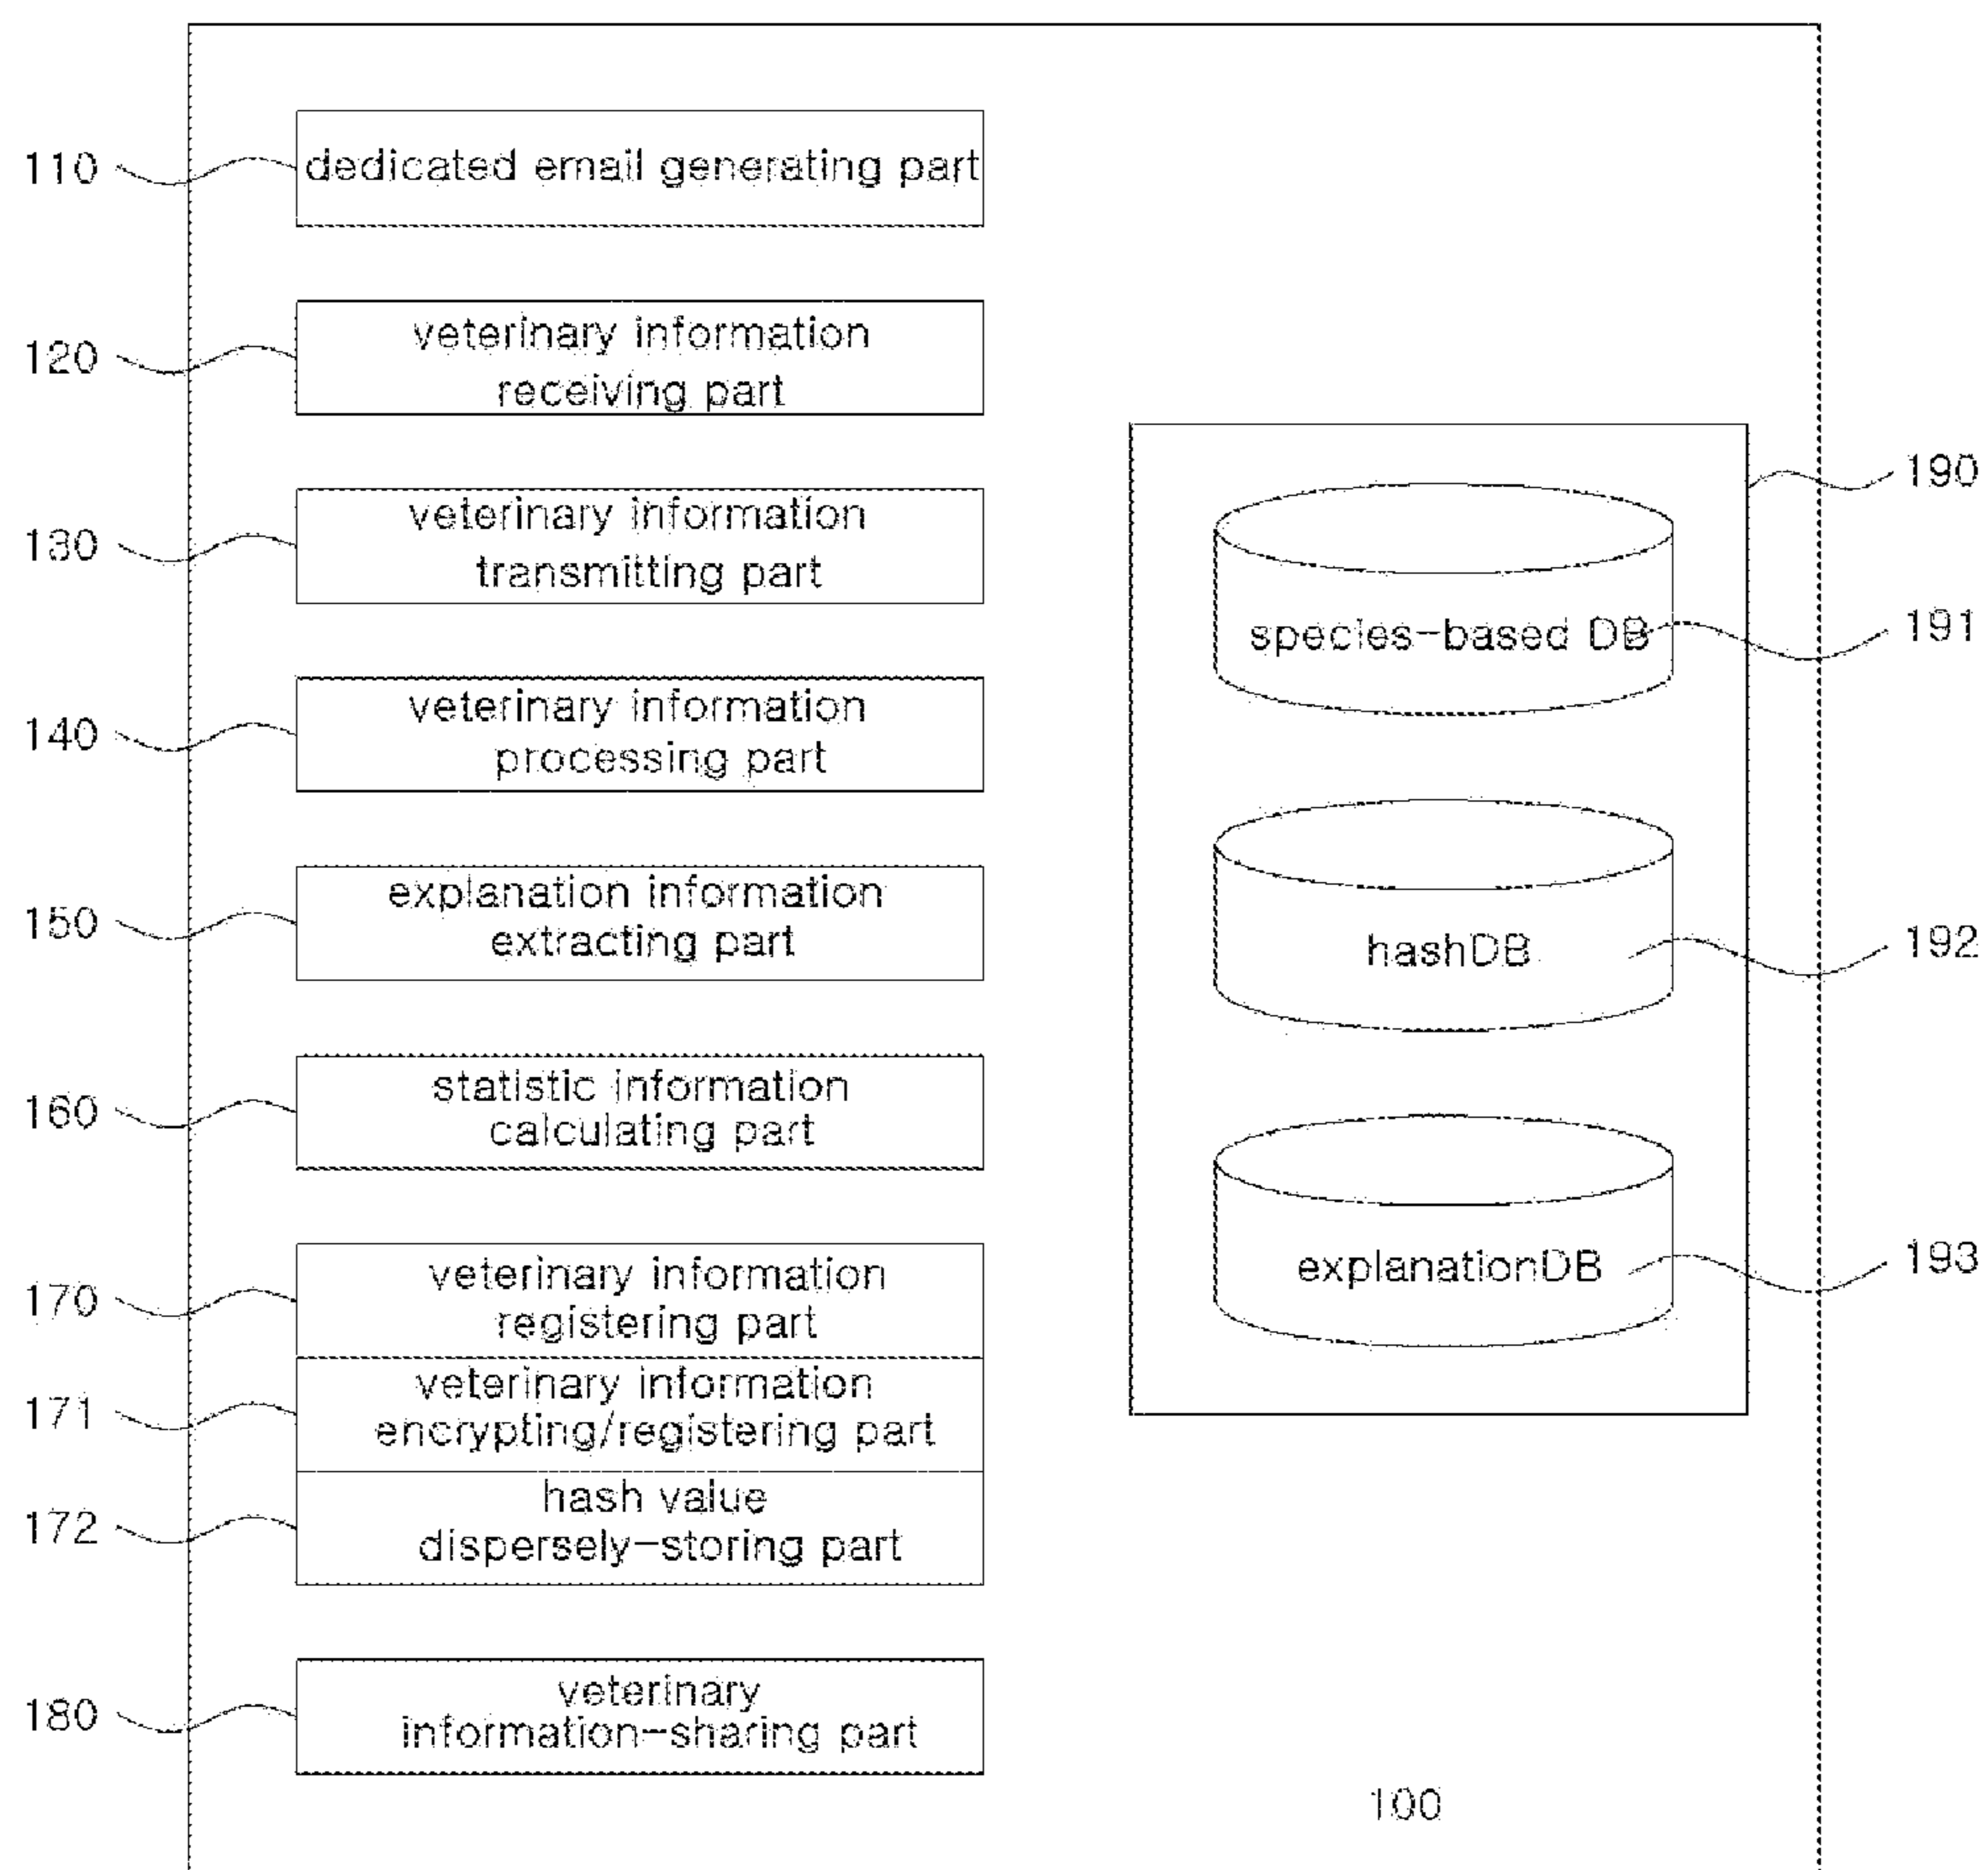 110
dedicated email generating part
120
veterinary information
receiving part
130
veterinary information
transmitting part
140
veterinary information
processing part
150
explanation information
extracting part
160
statistic information
calculating part
170
veterinary information
registering part
171
veterinary information
encrypting/registering part
172
hash value
dispersely-storing part
180
veterinary
information-sharing part
190
species-based DB
191
hashDB
192
explanationDB
193
100